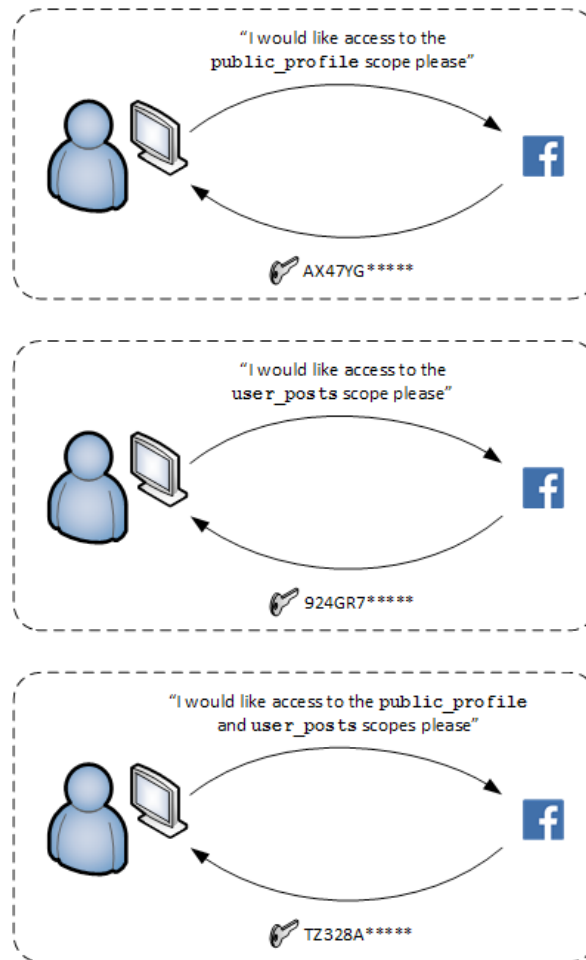 “I would like access to the
public_profile scope please”
AX47YG*****
“I would like access to the
user_posts scope please”
924GR7*****
“I would like access to the public_profile
and user_posts scopes please”
TZ328A*****